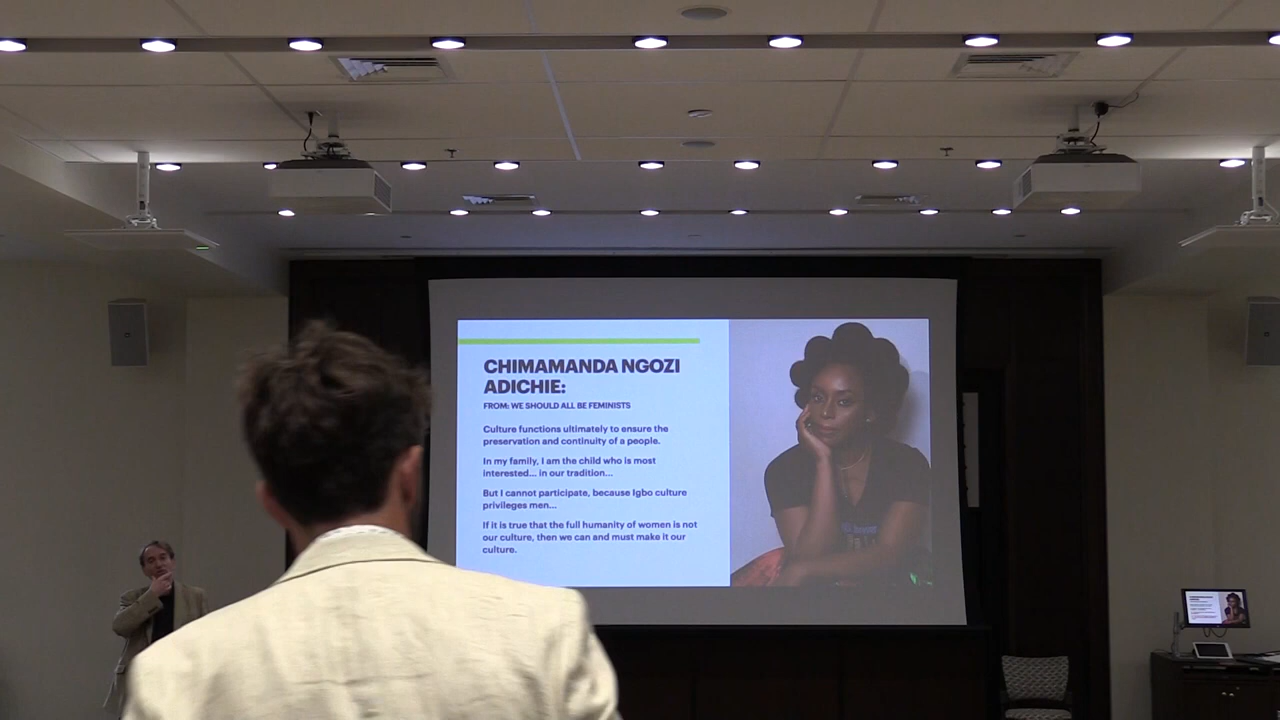 CHIMAMANDA NGOZI
ADICHIE:
FROM: WE SHOULD ALL BE FEMINISTS
Culture functions ultimately to ensure the
preservation and continuity of a people.
In my family, I am the child who is most
interested... in our tradition...
But I cannot participate, because Igbo culture
privileges men...
If it is true that the full humanity of women is not
our culture, then we can and must make it our
culture.